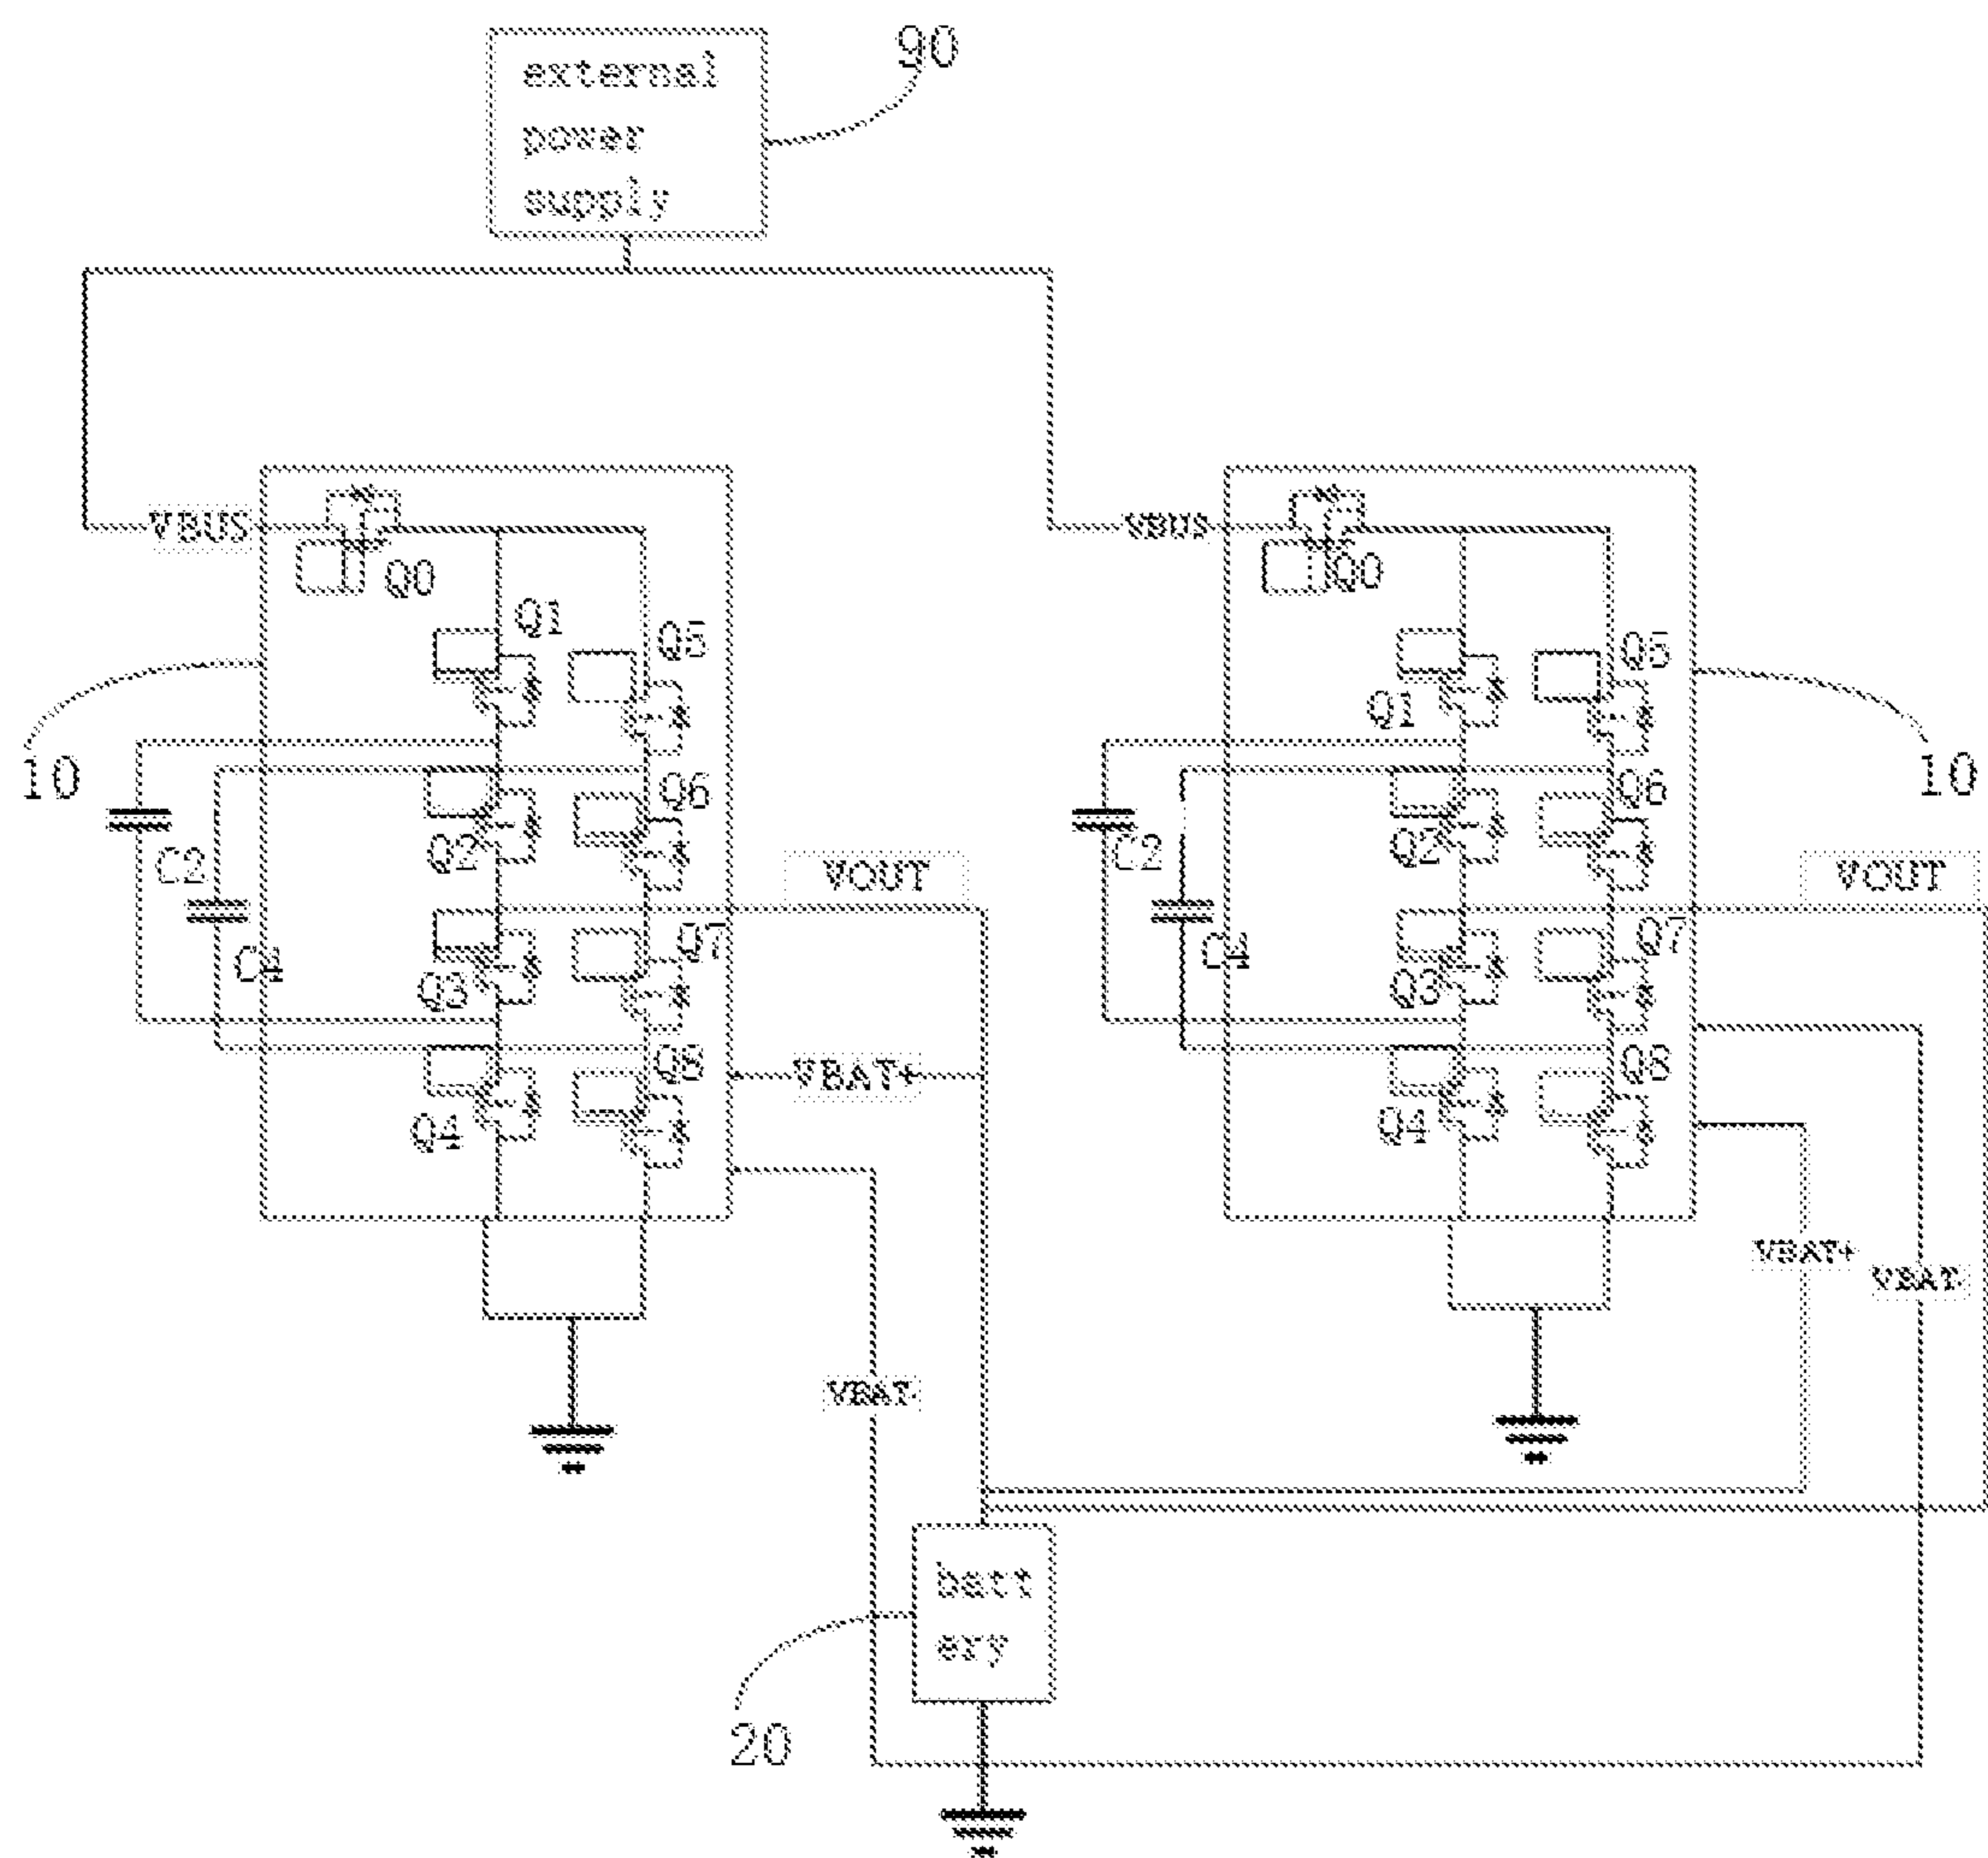 external
power
supply
90
VBUS
Q0
Q1
Q5
10
Q2
Q6
C2
VOUT
C4
Q3
Q7
VBAT+
Q4
Q8
VBAT-
VBUS
Q0
Q1
Q5
10
Q2
Q6
C2
VOUT
C4
Q3
Q7
Q4
Q8
VBAT+
VBAT-
batt
ery
20